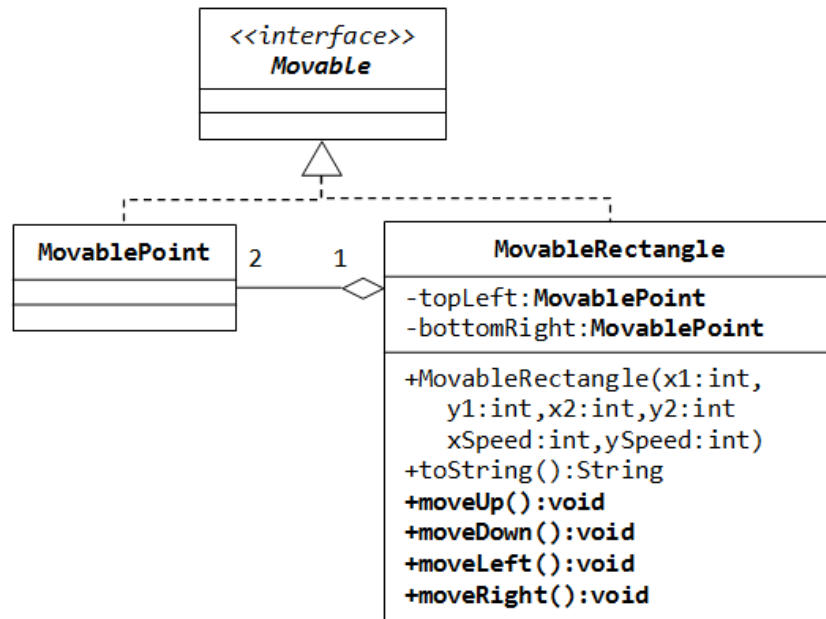 <<interface>>
Movable
MovablePoint
2
1
MovableRectangle
-topLeft:MovablePoint
-bottomRight:MovablePoint
+MovableRectangle(x1:int,
y1:int,x2:int,y2:int
xSpeed:int,ySpeed:int)
+toString():String
+moveUp():void
+moveDown():void
+moveLeft():void
+moveRight():void